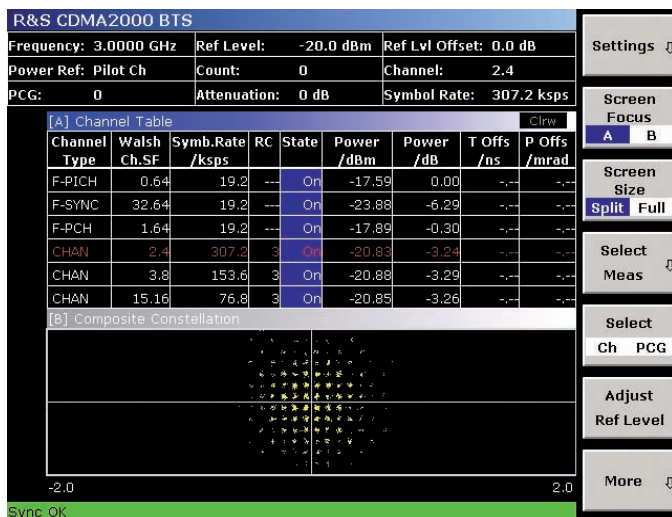 R&S CDMA2000 BTS
Frequency: 3.0000 GHz Ref Level: -20.0 dBm Ref Lvl Offset: 0.0 dB
Power Ref: Pilot Ch Count: 0 Channel: 2.4
PCG: 0 Attenuation: 0 dB Symbol Rate: 307.2 ksps
[A] Channel Table Clrw
Channel Type Walsh Ch.SF Symb.Rate /ksps RC State Power /dBm Power /dB T Offs /ns P Offs /mrad
F-PICH 0.64 19.2 --- On -17.59 0.00 -.-- -.--
F-SYNC 32.64 19.2 --- On -23.88 -6.29 -.-- -.--
F-PCH 1.64 19.2 --- On -17.89 -0.30 -.-- -.--
CHAN 2.4 307.2 3 On -20.83 -3.24 -.-- -.--
CHAN 3.8 153.6 3 On -20.88 -3.29 -.-- -.--
CHAN 15.16 76.8 3 On -20.85 -3.26 -.-- -.--
[B] Composite Constellation
-2.0 2.0
Sync OK
Settings
Screen Focus
A B
Screen Size
Split Full
Select Meas
Select
Ch PCG
Adjust Ref Level
More